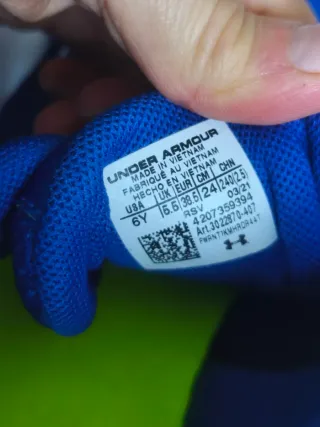 UNDER ARMOUR
MADE IN VIETNAM
FABRIQUÉ AU VIETNAM
HECHO EN VIETNAM
USA UK EUR CM CHN
6Y 5.5 38.5 24 240(2.5)
RSV 03/21
4207359394
Art.3022870-407